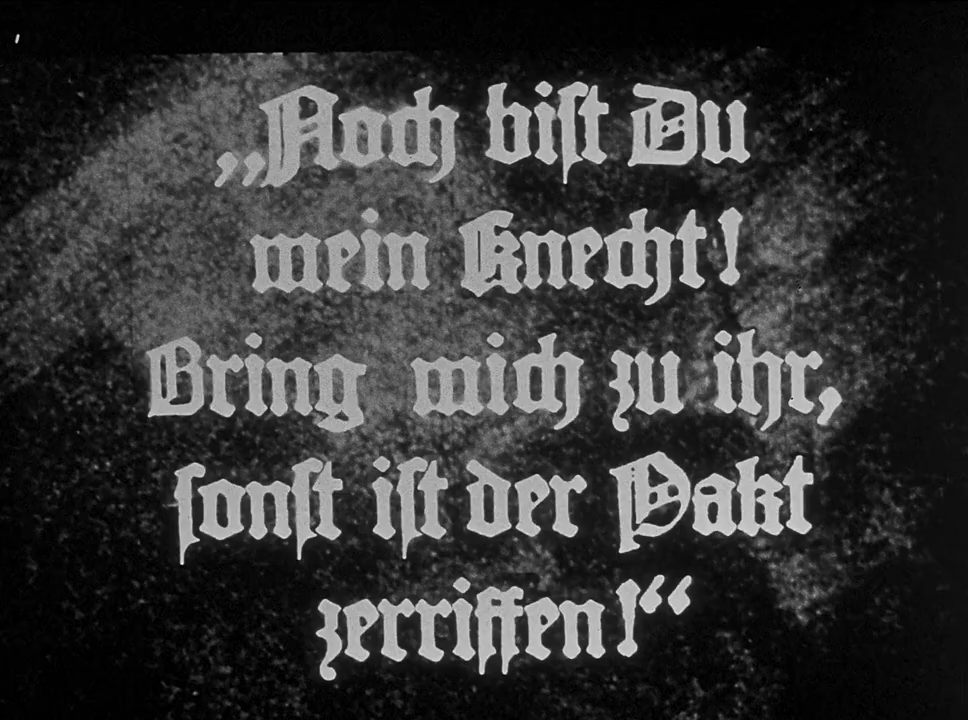 „Noch bist Du
mein Knecht!
Bring mich zu ihr,
sonst ist der Pakt
zerrissen!“